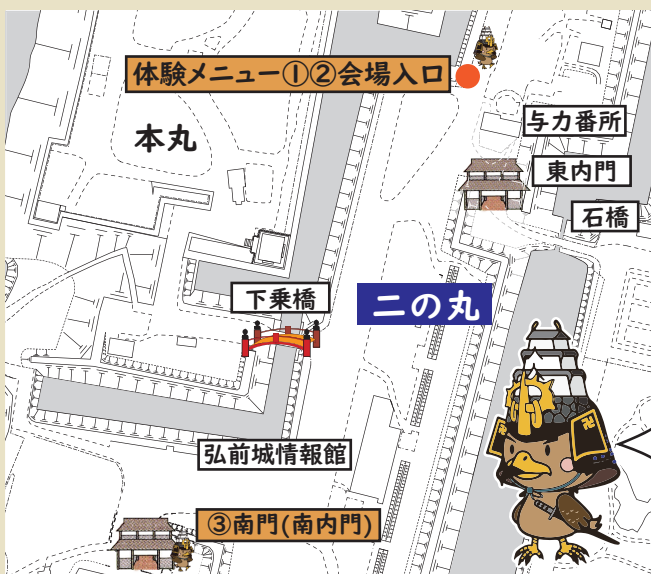 体験メニュー①②会場入口
本丸
与力番所
東内門
石橋
下乗橋
二の丸
弘前城情報館
③南門(南内門)
卍